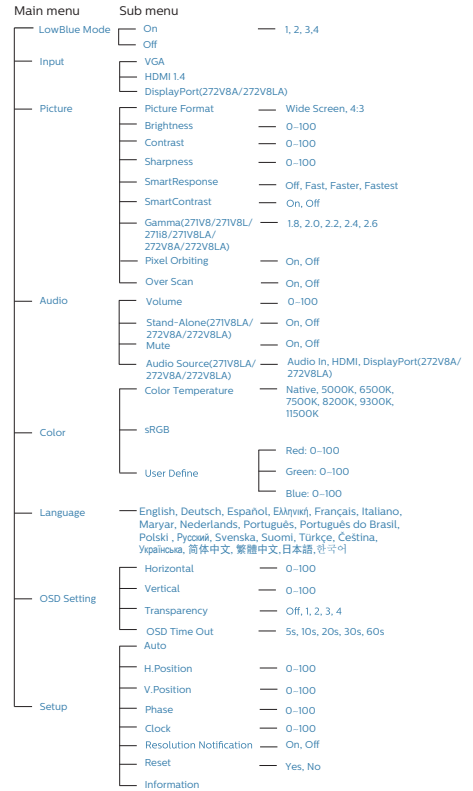 Main menu Sub menu
LowBlue Mode On 1, 2, 3,4
Off
Input VGA
HDMI 1.4
DisplayPort(272V8A/272V8LA)
Picture Picture Format Wide Screen, 4:3
Brightness 0-100
Contrast 0-100
Sharpness 0-100
SmartResponse Off, Fast, Faster, Fastest
SmartContrast On, Off
Gamma(271V8/271V8L/ 1.8, 2.0, 2.2, 2.4, 2.6
271i8/271V8LA/
272V8A/272V8LA)
Pixel Orbiting On, Off
Over Scan On, Off
Audio Volume 0-100
Stand-Alone(271V8LA/ On, Off
272V8A/272V8LA)
Mute On, Off
Audio Source(271V8LA/ Audio In, HDMI, DisplayPort(272V8A/
272V8A/272V8LA) 272V8LA)
Color Temperature Native, 5000K, 6500K,
7500K, 8200K, 9300K,
11500K
Color sRGB
Red: 0-100
User Define Green: 0-100
Blue: 0-100
Language English, Deutsch, Español, Ελληνική, Français, Italiano,
Maryar, Nederlands, Português, Português do Brasil,
Polski , Русский, Svenska, Suomi, Türkçe, Čeština,
Українська, 简体中文, 繁體中文,日本語,한국어
Horizontal 0-100
Vertical 0-100
OSD Setting Transparency Off, 1, 2, 3, 4
OSD Time Out 5s, 10s, 20s, 30s, 60s
Auto
H.Position 0-100
V.Position 0-100
Setup Phase 0-100
Clock 0-100
Resolution Notification On, Off
Reset Yes, No
Information